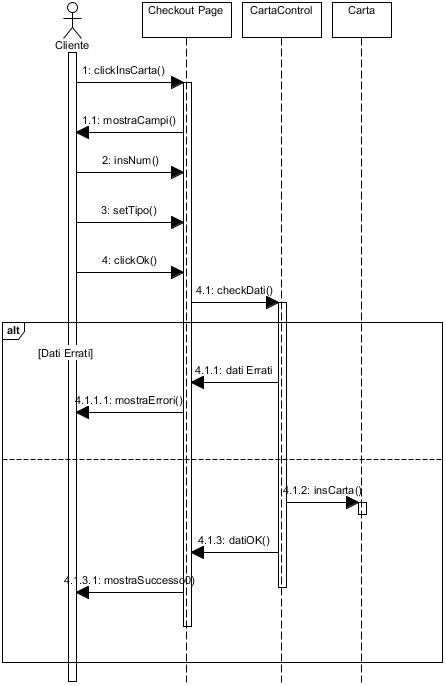 Checkout Page
CartaControl
Carta
Cliente
1: clickInsCarta()
1.1: mostraCampi()
2: insNum()
3: setTipo()
4: clickOk()
4.1: checkDati()
alt
[Dati Errati]
4.1.1: dati Errati
4.1.1.1: mostraErrori()
4.1.2: insCarta()
4.1.3: datiOK()
4.1.3.1: mostraSuccesso0)